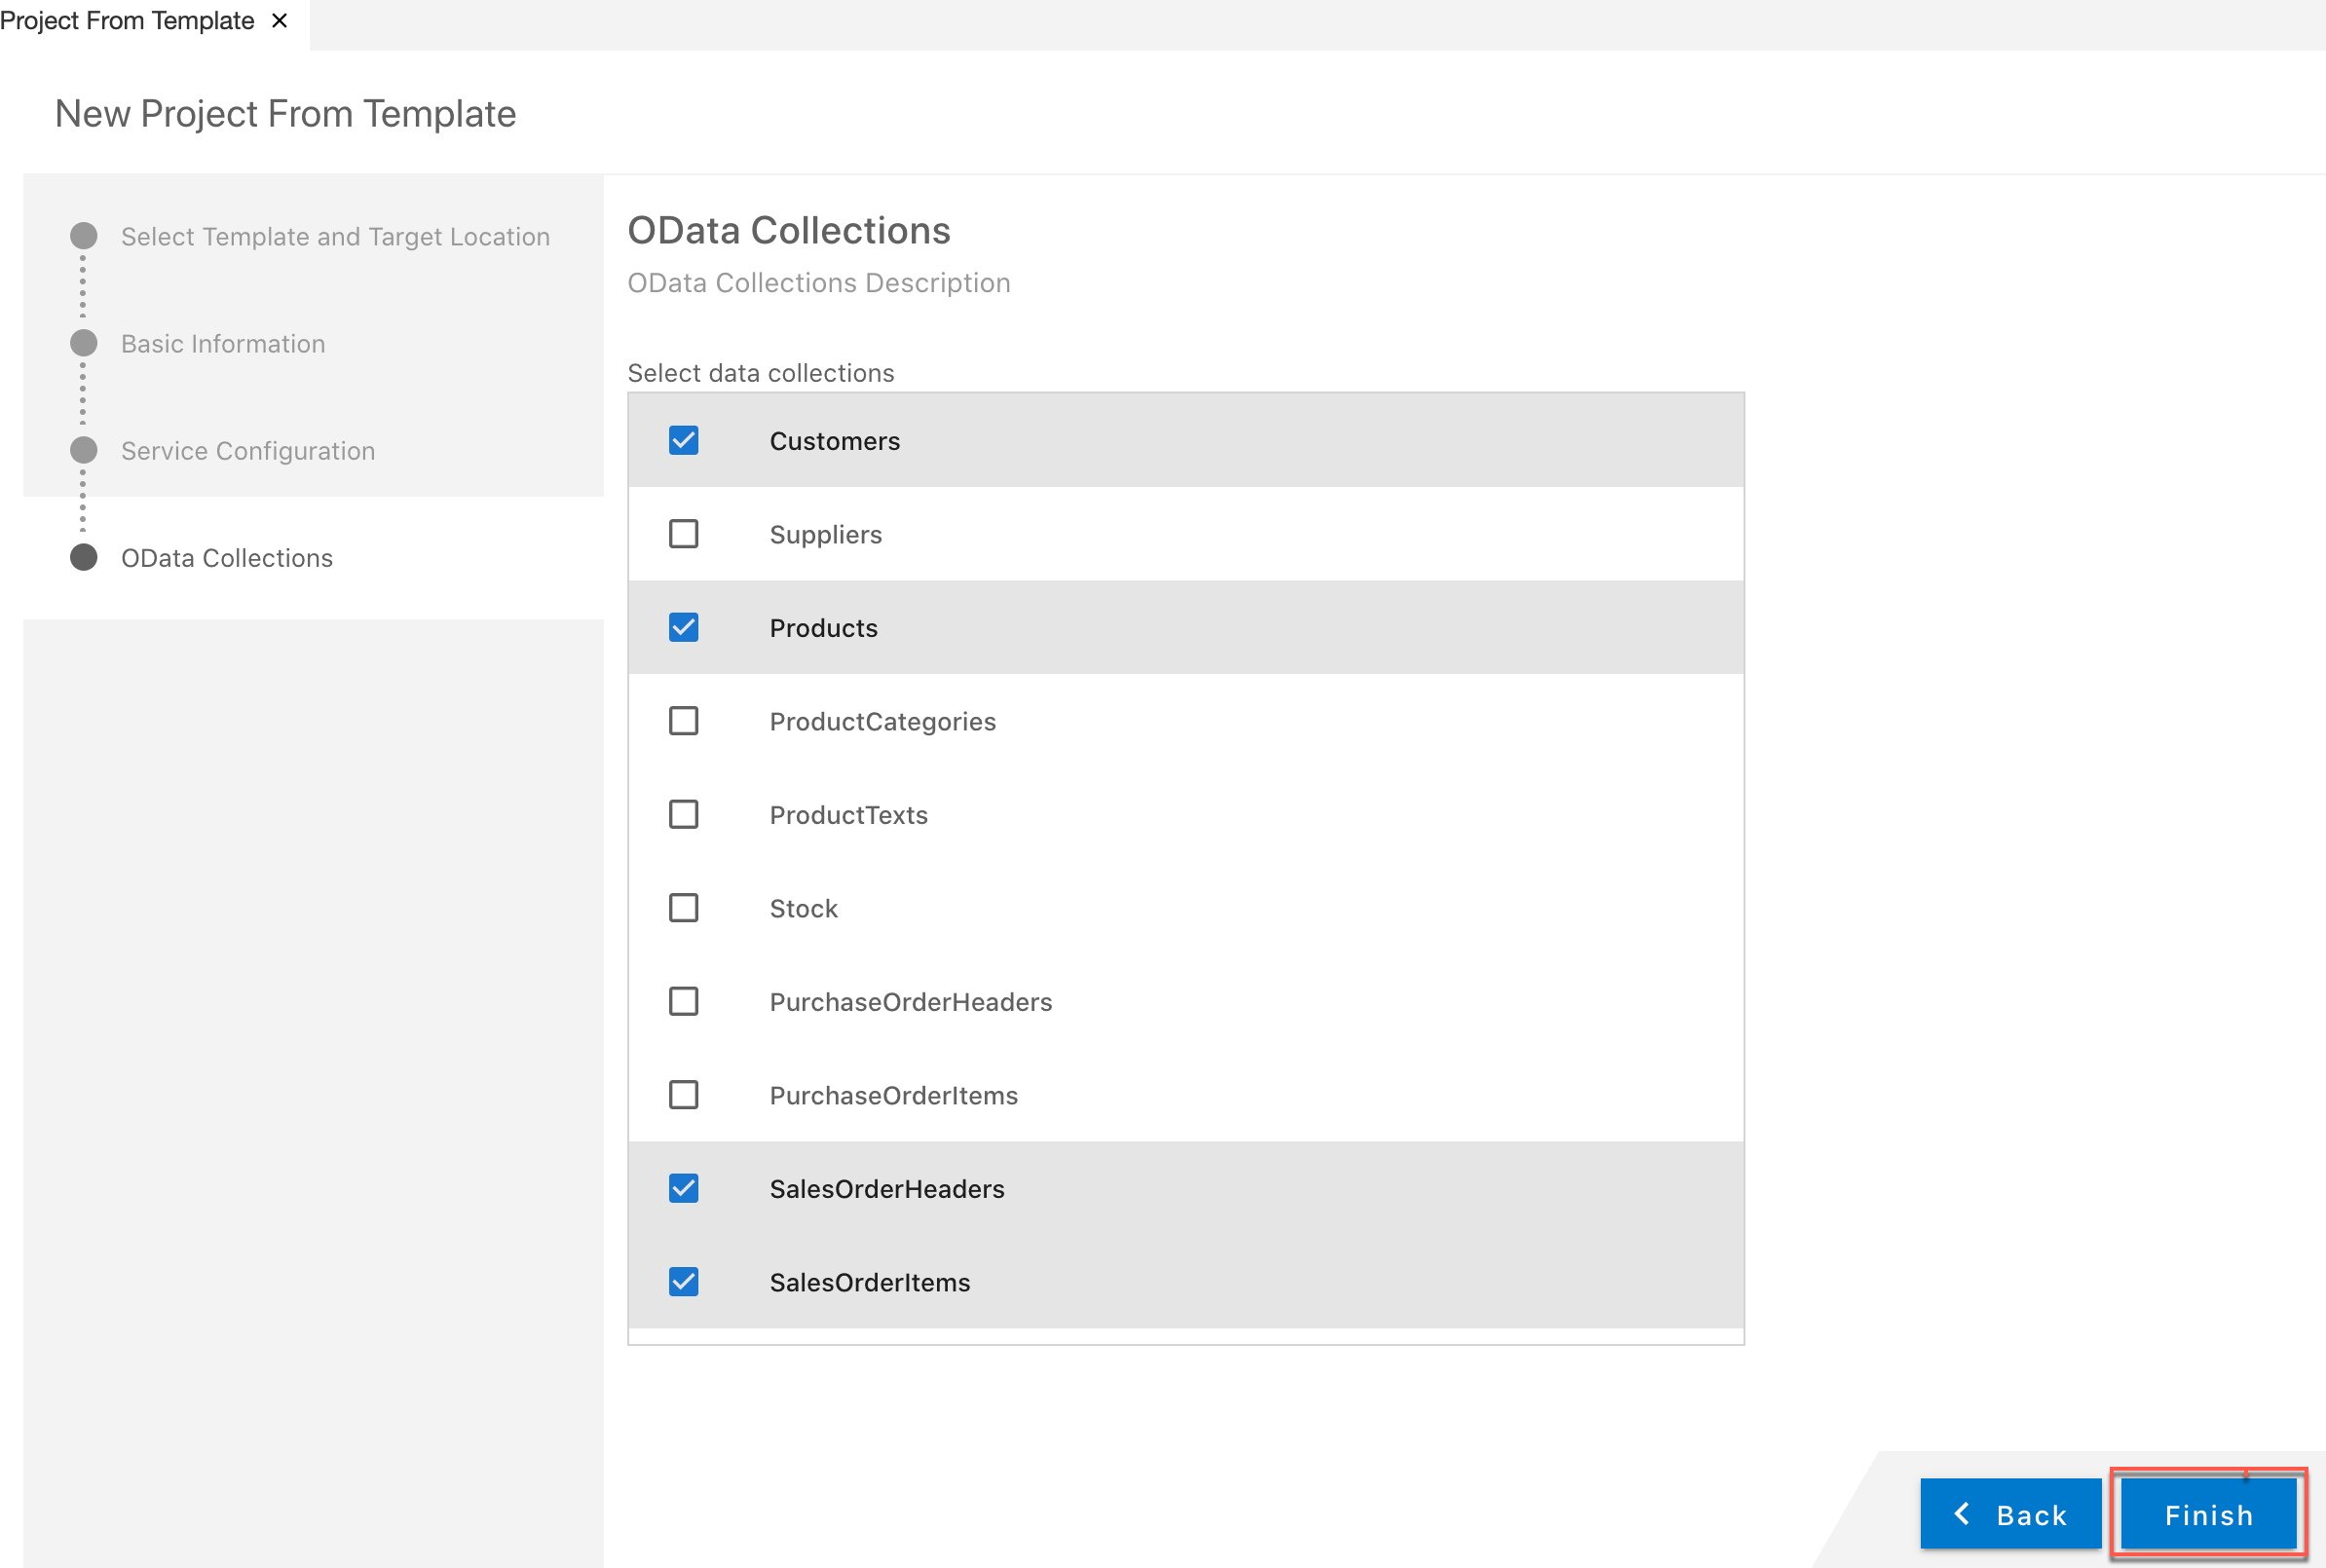 Project From Template ×
New Project From Template
Select Template and Target Location
Basic Information
Service Configuration
OData Collections
OData Collections
OData Collections Description
Select data collections
Customers
Suppliers
Products
ProductCategories
ProductTexts
Stock
PurchaseOrderHeaders
PurchaseOrderItems
SalesOrderHeaders
SalesOrderItems
Back
Finish